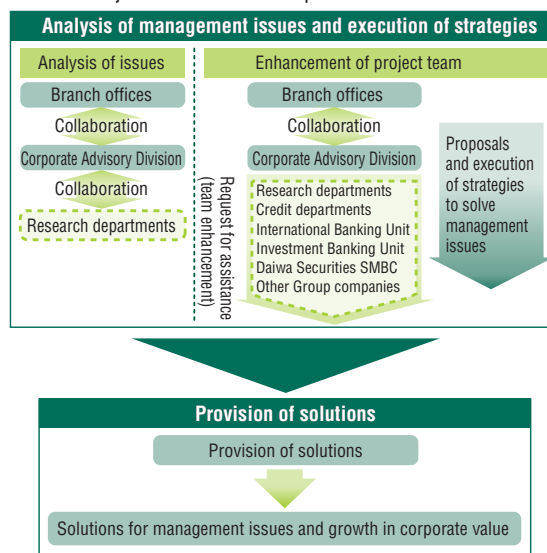 Analysis of management issues and execution of strategies
Analysis of issues
Branch offices
Collaboration
Corporate Advisory Division
Collaboration
Research departments
Enhancement of project team
Branch offices
Collaboration
Corporate Advisory Division
Request for assistance
(team enhancement)
Research departments
Credit departments
International Banking Unit
Investment Banking Unit
Daiwa Securities SMBC
Other Group companies
Proposals
and execution
of strategies
to solve
management
issues
Provision of solutions
Provision of solutions
Solutions for management issues and growth in corporate value